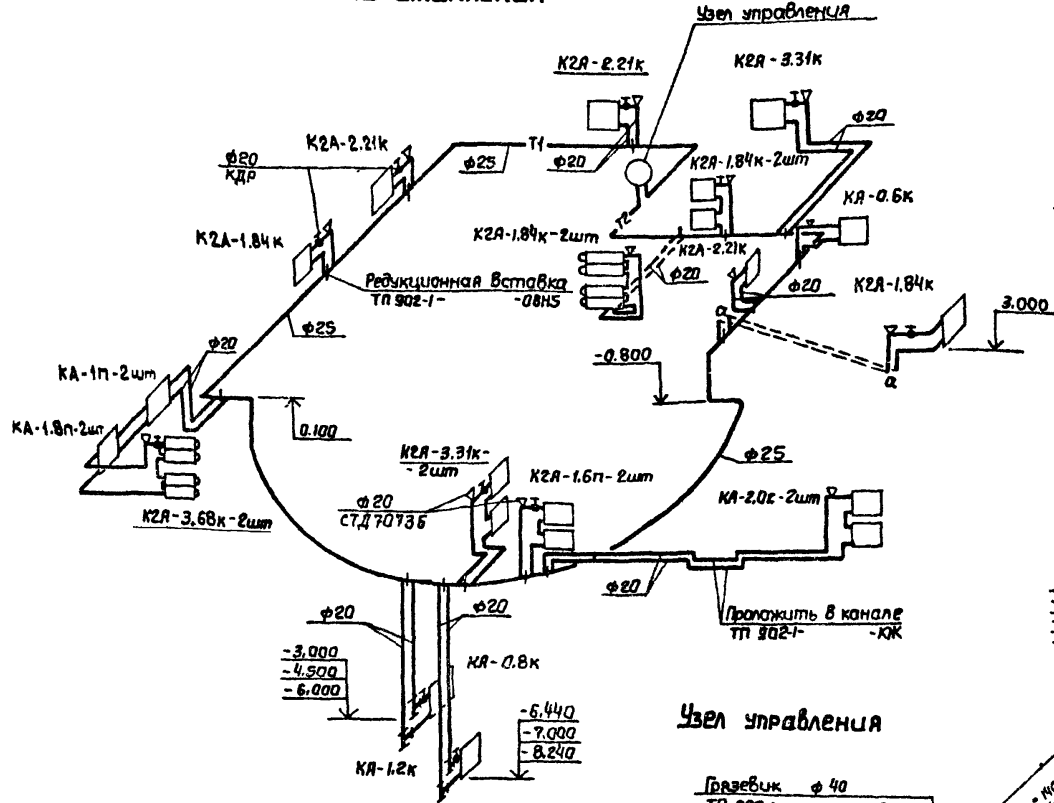 Узел управления
К2А-2.21к
К2А-3.31к
ф20
Т1
К2А-2.21к
ф25
ф20
ф20
КДР
К2А-1.84к-2шт
КА-0.6к
Т2
К2А-1.84к
К2А-1.84к-2шт
К2А-2.21к
ф20
ф20
К2А-1.84к
Редукционная вставка
ТП 902-1- -ОВН5
3.000
а
ф25
ф20
-0.800
КА-1п-2шт
а
КА-1.8п-2шт
0.100
К2А-3.31к-
-2шт
К2А-1.6п-2шт
ф25
КА-2.0к-2шт
ф20
СТД 7073Б
К2А-3.68к-2шт
ф20
ф20
ф20
Проложить в канале
ТП 902-1- -КЖ
-3.000
-4.500
-6.000
КА-0.8к
-6.440
-7.000
-8.240
Узел управления
КА-1.2к
Грязевик ф 40